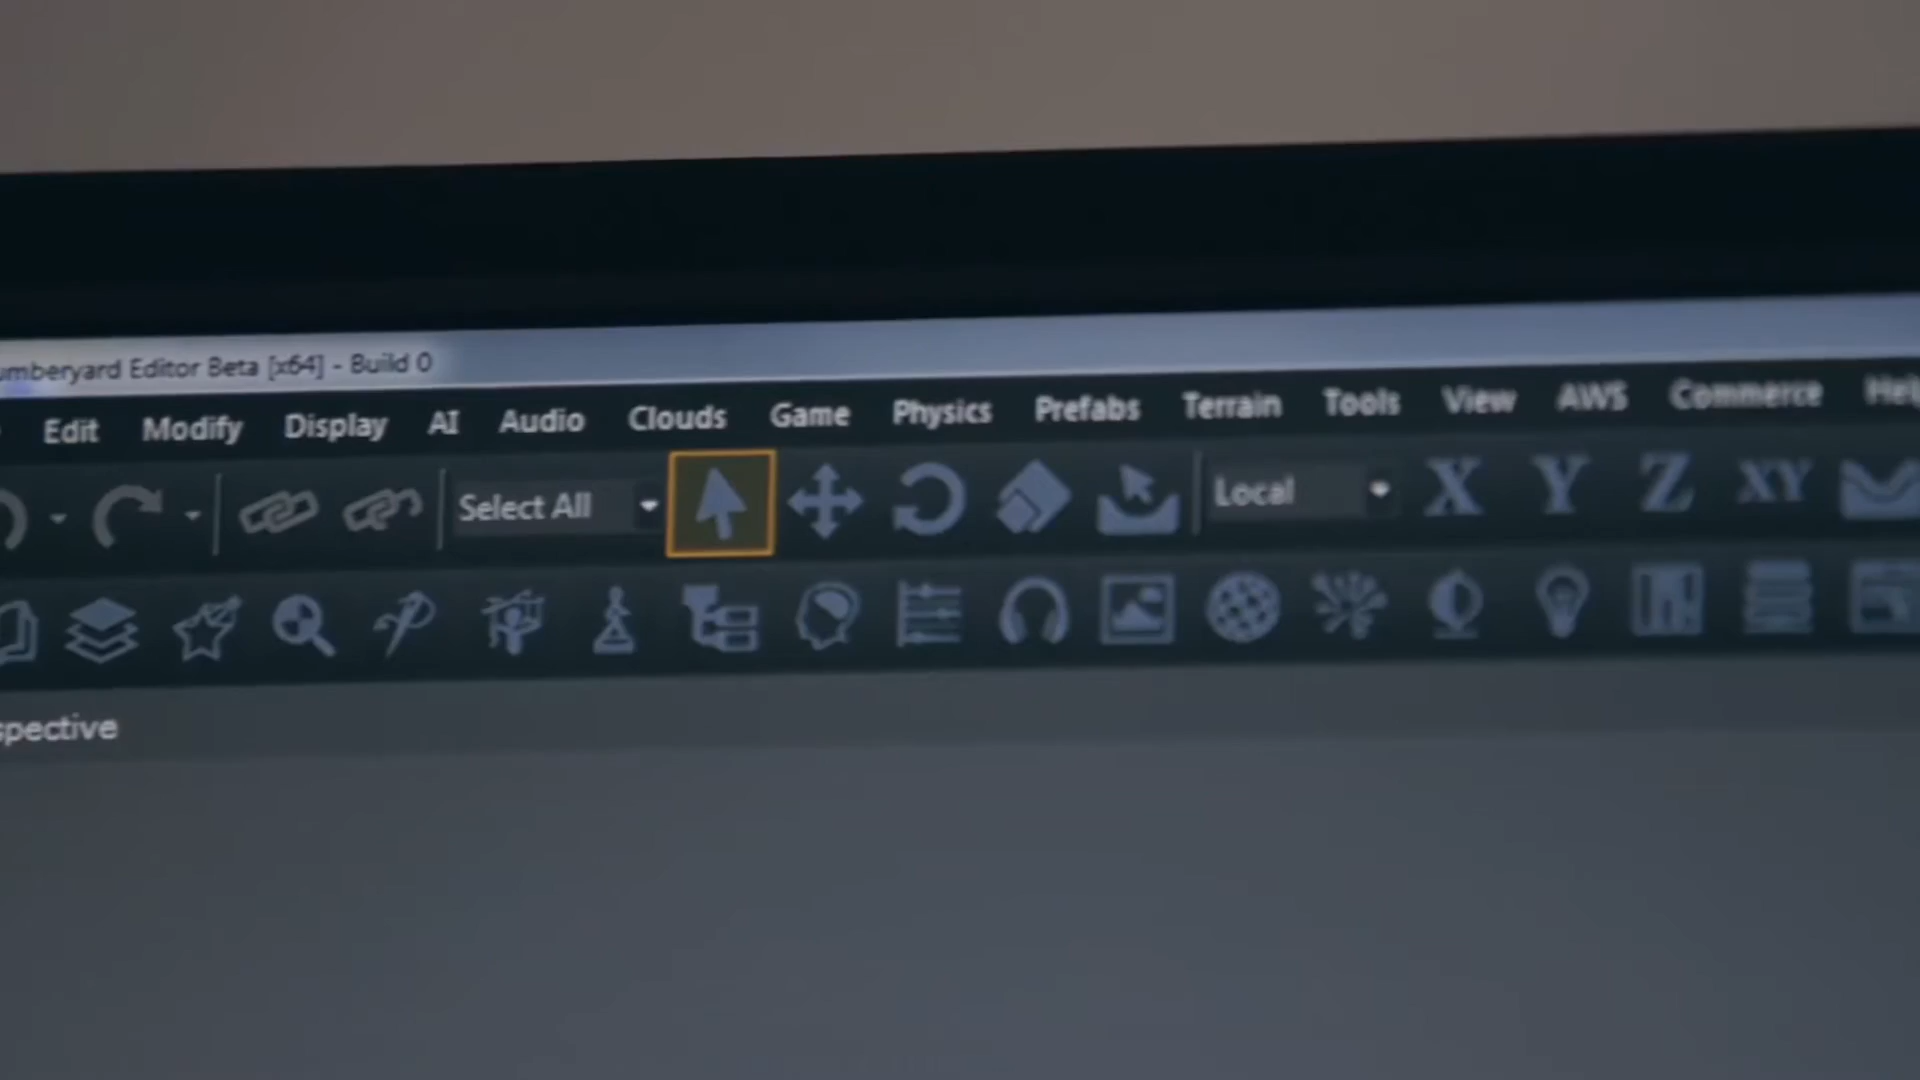 umberyard Editor Beta [x64] - Build 0
Edit Modify Display AI Audio Clouds Game Physics Prefabs Terrain Tools View AWS Commerce Hel
Select All Local X Y Z XY
spective